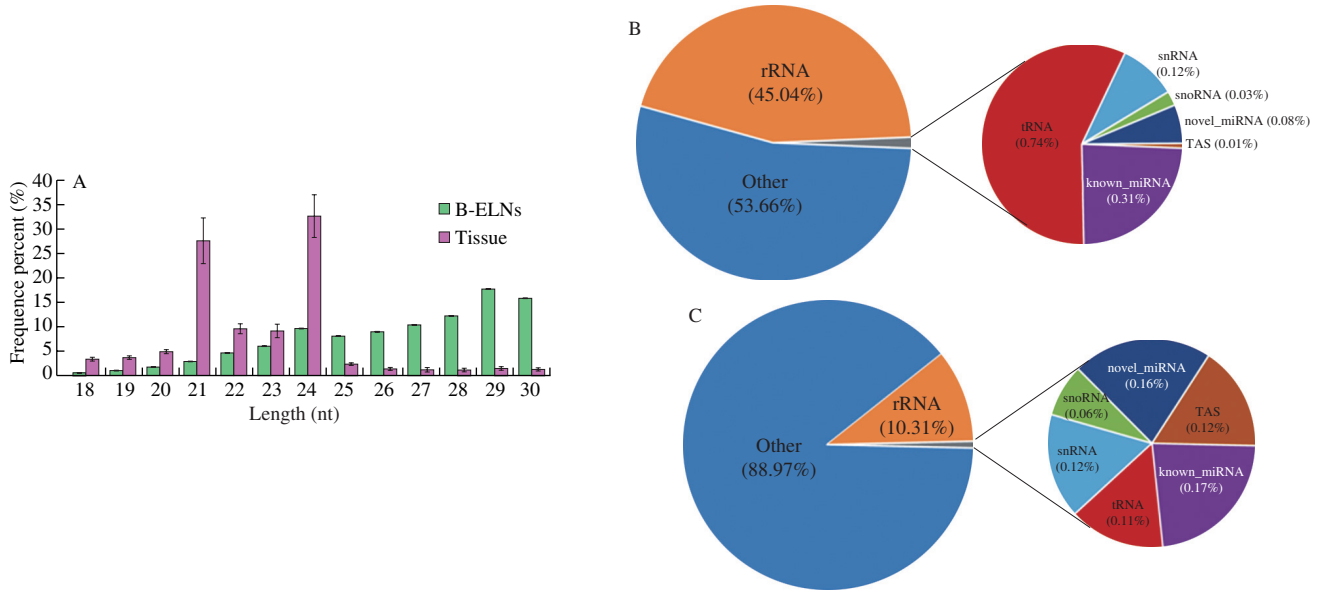 A
Frequence percent (%)
40
35
30
25
20
15
10
5
0
B-ELNs
Tissue
18 19 20 21 22 23 24 25 26 27 28 29 30
Length (nt)
B
rRNA
(45.04%)
Other
(53.66%)
tRNA
(0.74%)
snRNA
(0.12%)
snoRNA (0.03%)
novel_miRNA (0.08%)
TAS (0.01%)
known_miRNA
(0.31%)
C
Other
(88.97%)
rRNA
(10.31%)
novel_miRNA
(0.16%)
TAS
(0.12%)
snoRNA
(0.06%)
snRNA
(0.12%)
tRNA
(0.11%)
known_miRNA
(0.17%)